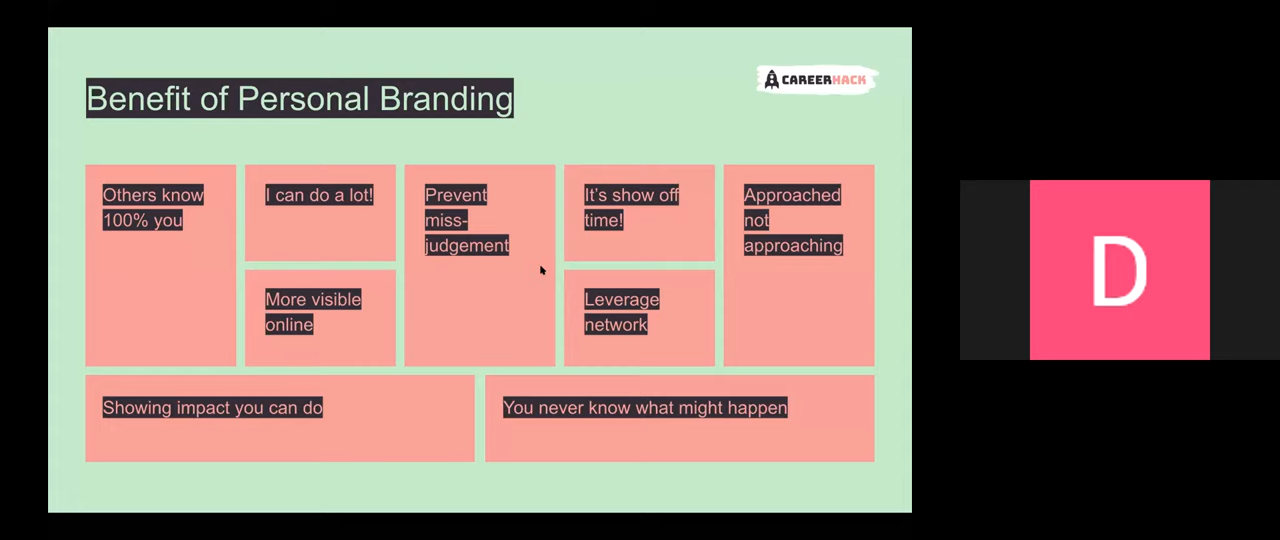 Benefit of Personal Branding
CAREERHACK
Others know
100% you
I can do a lot!
More visible
online
Prevent
miss-
judgement
It's show off
time!
Leverage
network
Approached
not
approaching
Showing impact you can do
You never know what might happen
D